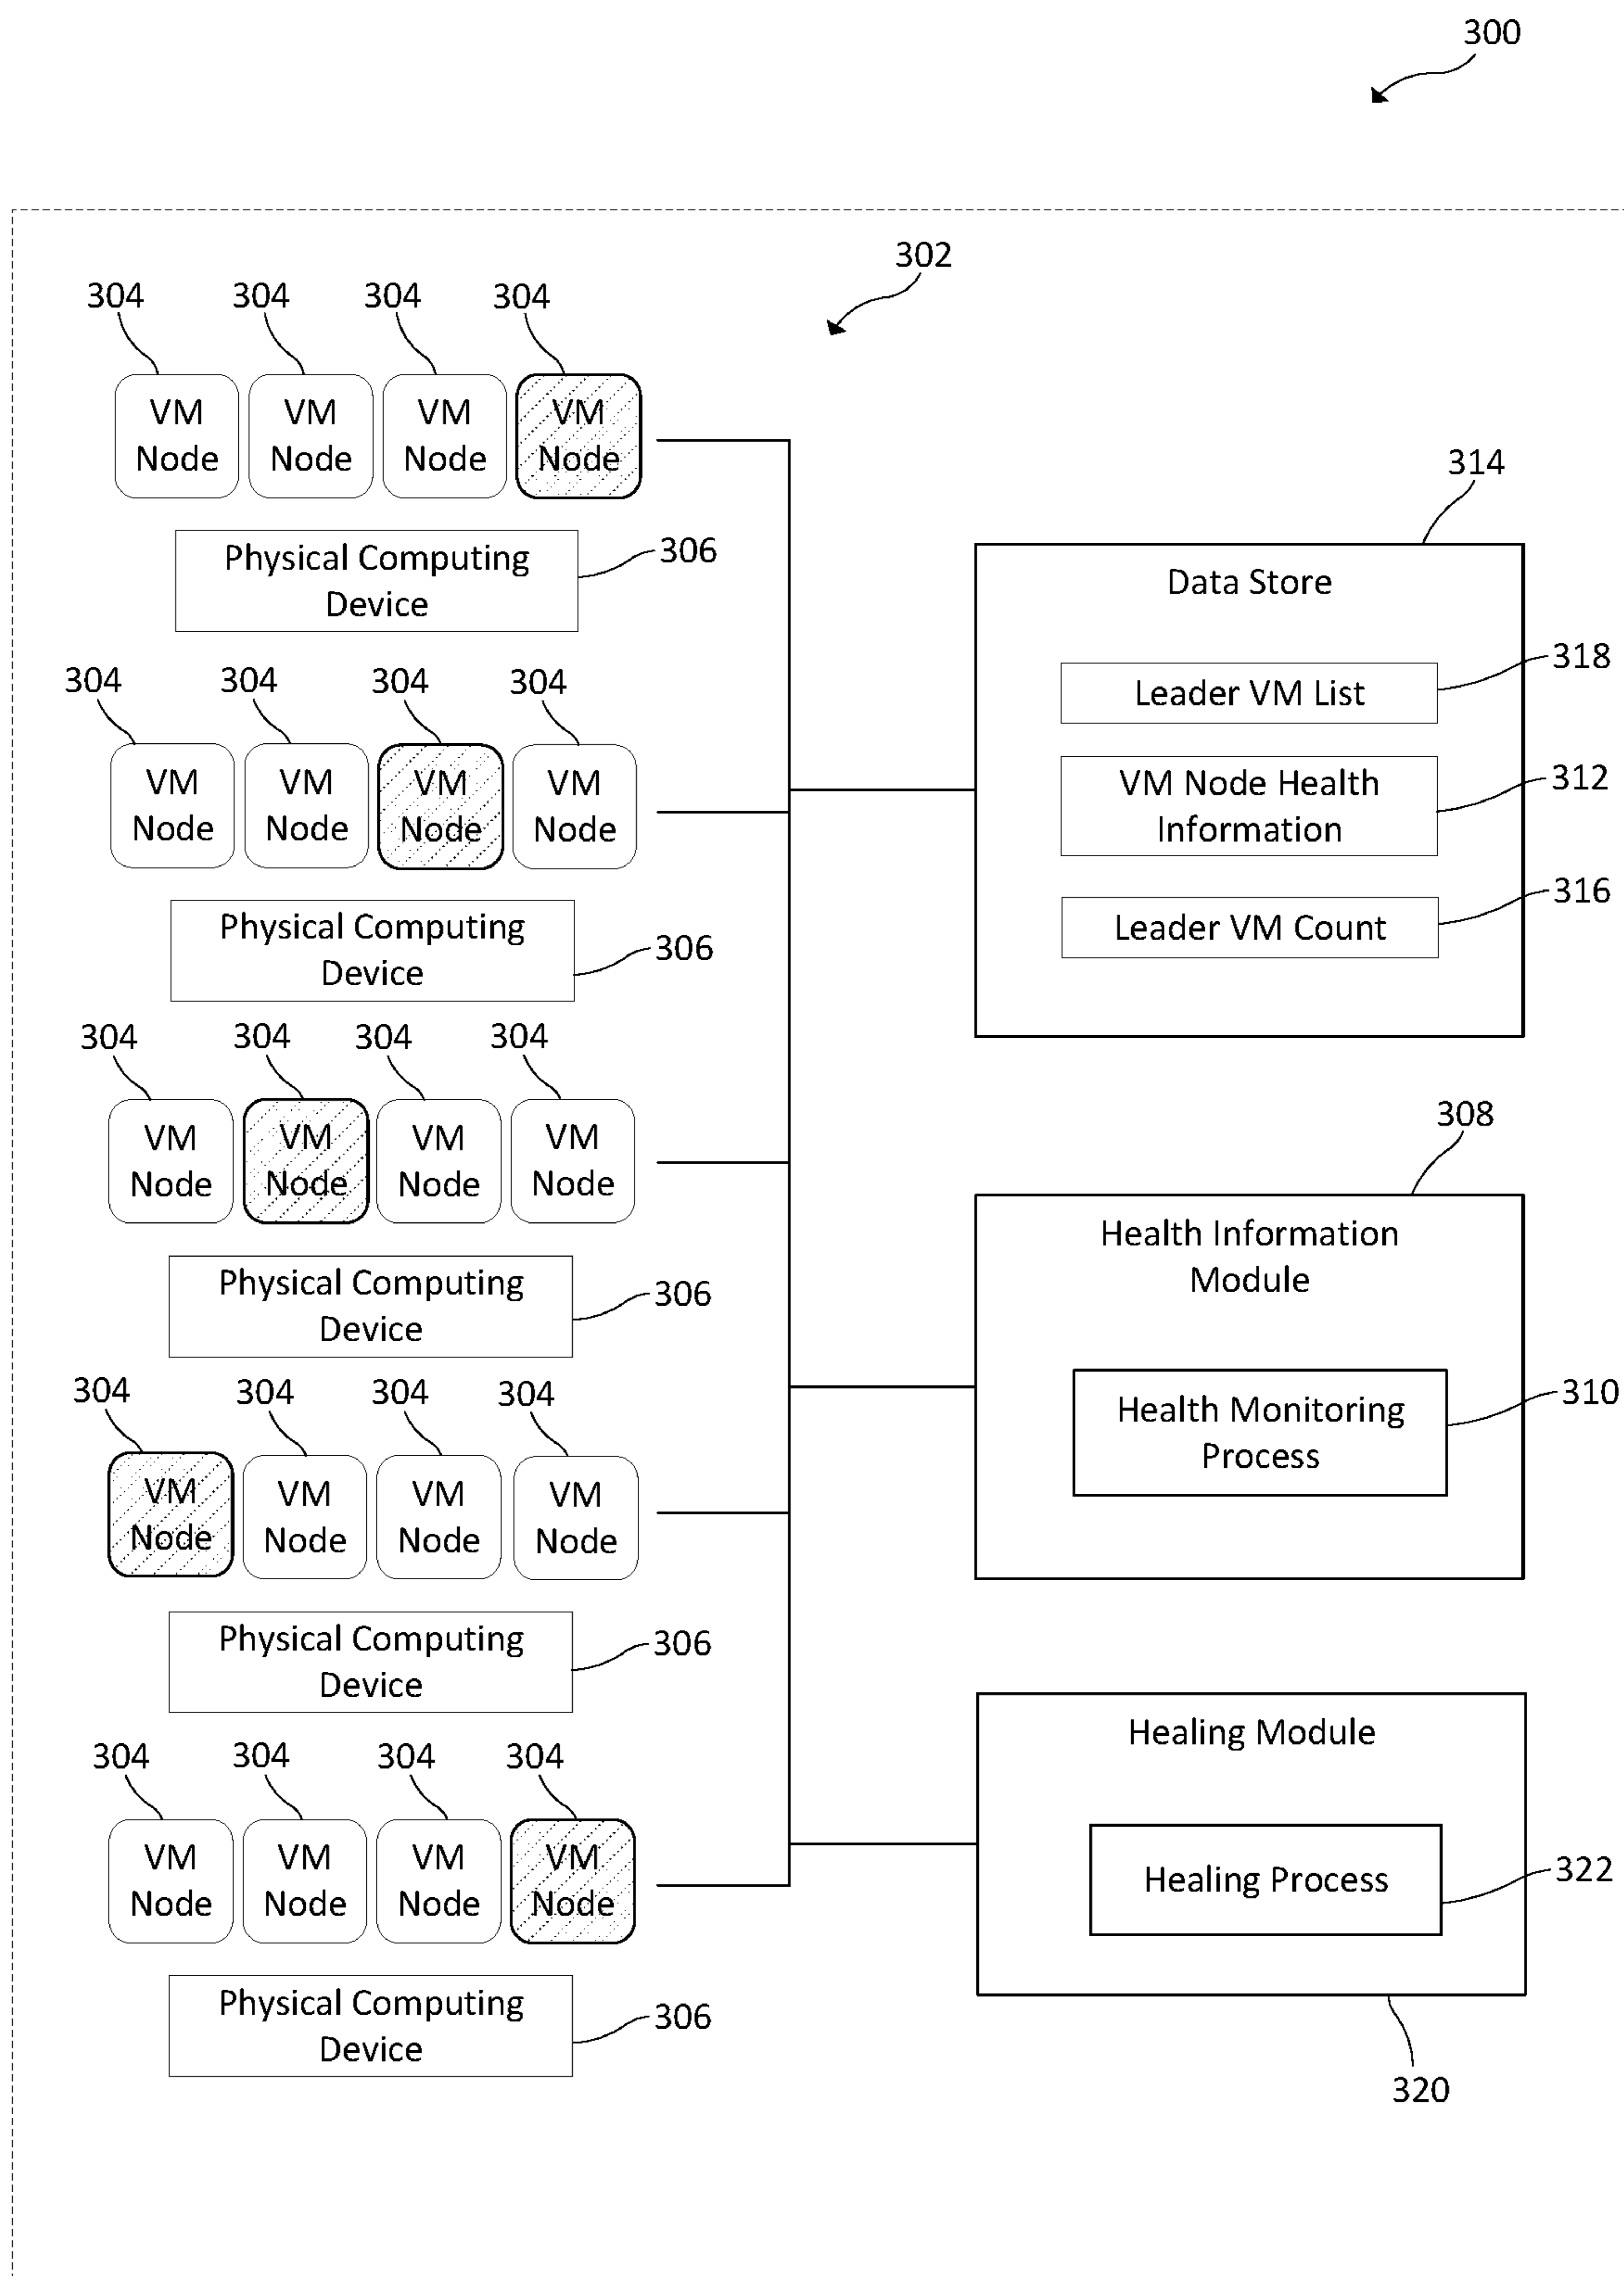 300
302
304 304 304 304
VM Node VM Node VM Node VM Node
Physical Computing
Device
306
304 304 304 304
VM Node VM Node VM Node VM Node
Physical Computing
Device
306
304 304 304 304
VM Node VM Node VM Node VM Node
Physical Computing
Device
306
304 304 304 304
VM Node VM Node VM Node VM Node
Physical Computing
Device
306
304 304 304 304
VM Node VM Node VM Node VM Node
Physical Computing
Device
306
314
Data Store
Leader VM List
318
VM Node Health
Information
312
Leader VM Count
316
308
Health Information
Module
Health Monitoring
Process
310
Healing Module
Healing Process
322
320